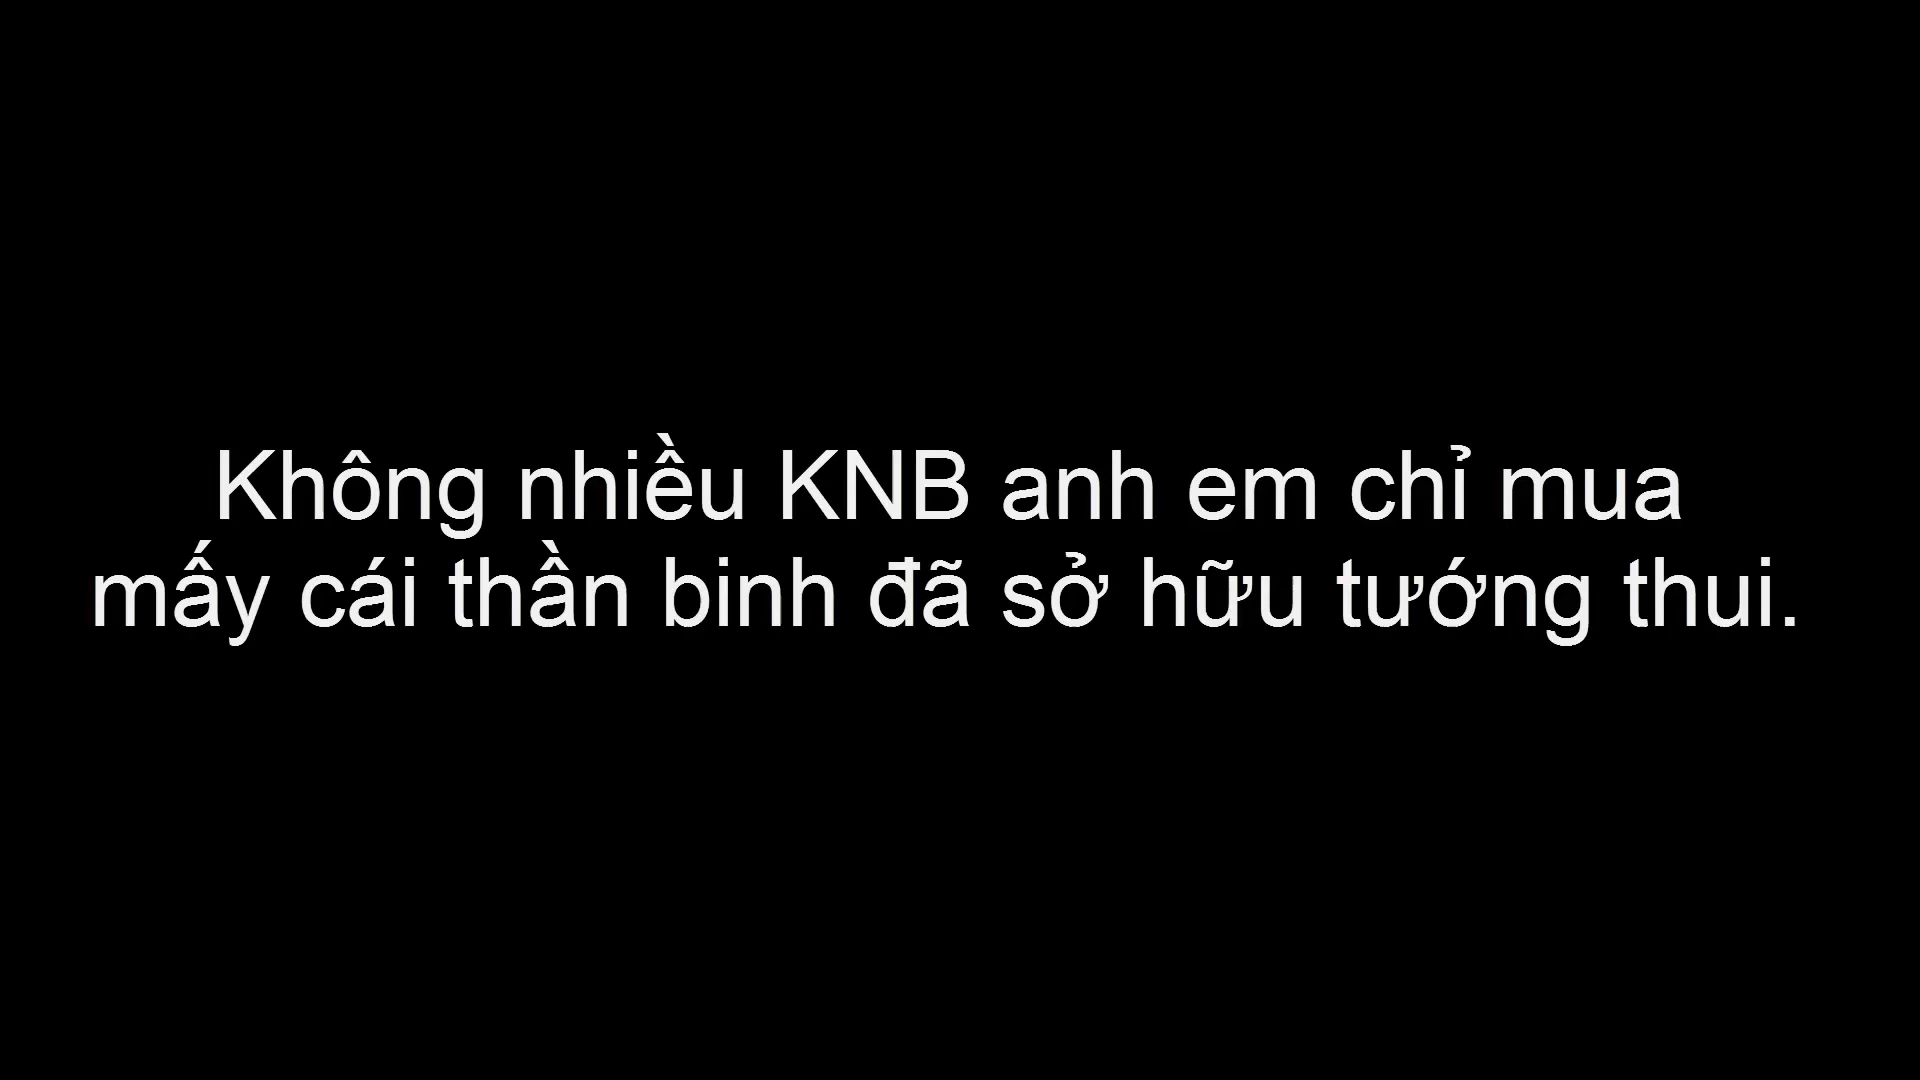 Không nhiều KNB anh em chỉ mua
mấy cái thần binh đã sở hữu tướng thui.